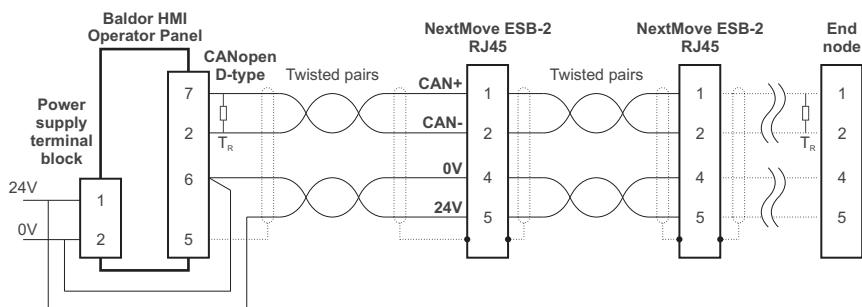 Baldor HMI
Operator Panel
CANopen
D-type
Twisted pairs
NextMove ESB-2
RJ45
Twisted pairs
NextMove ESB-2
RJ45
End
node
Power
supply
terminal
block
24V
0V
1
2
7
2
6
5
TR
CAN+
CAN-
0V
24V
1
2
4
5
1
2
4
5
TR
1
2
4
5